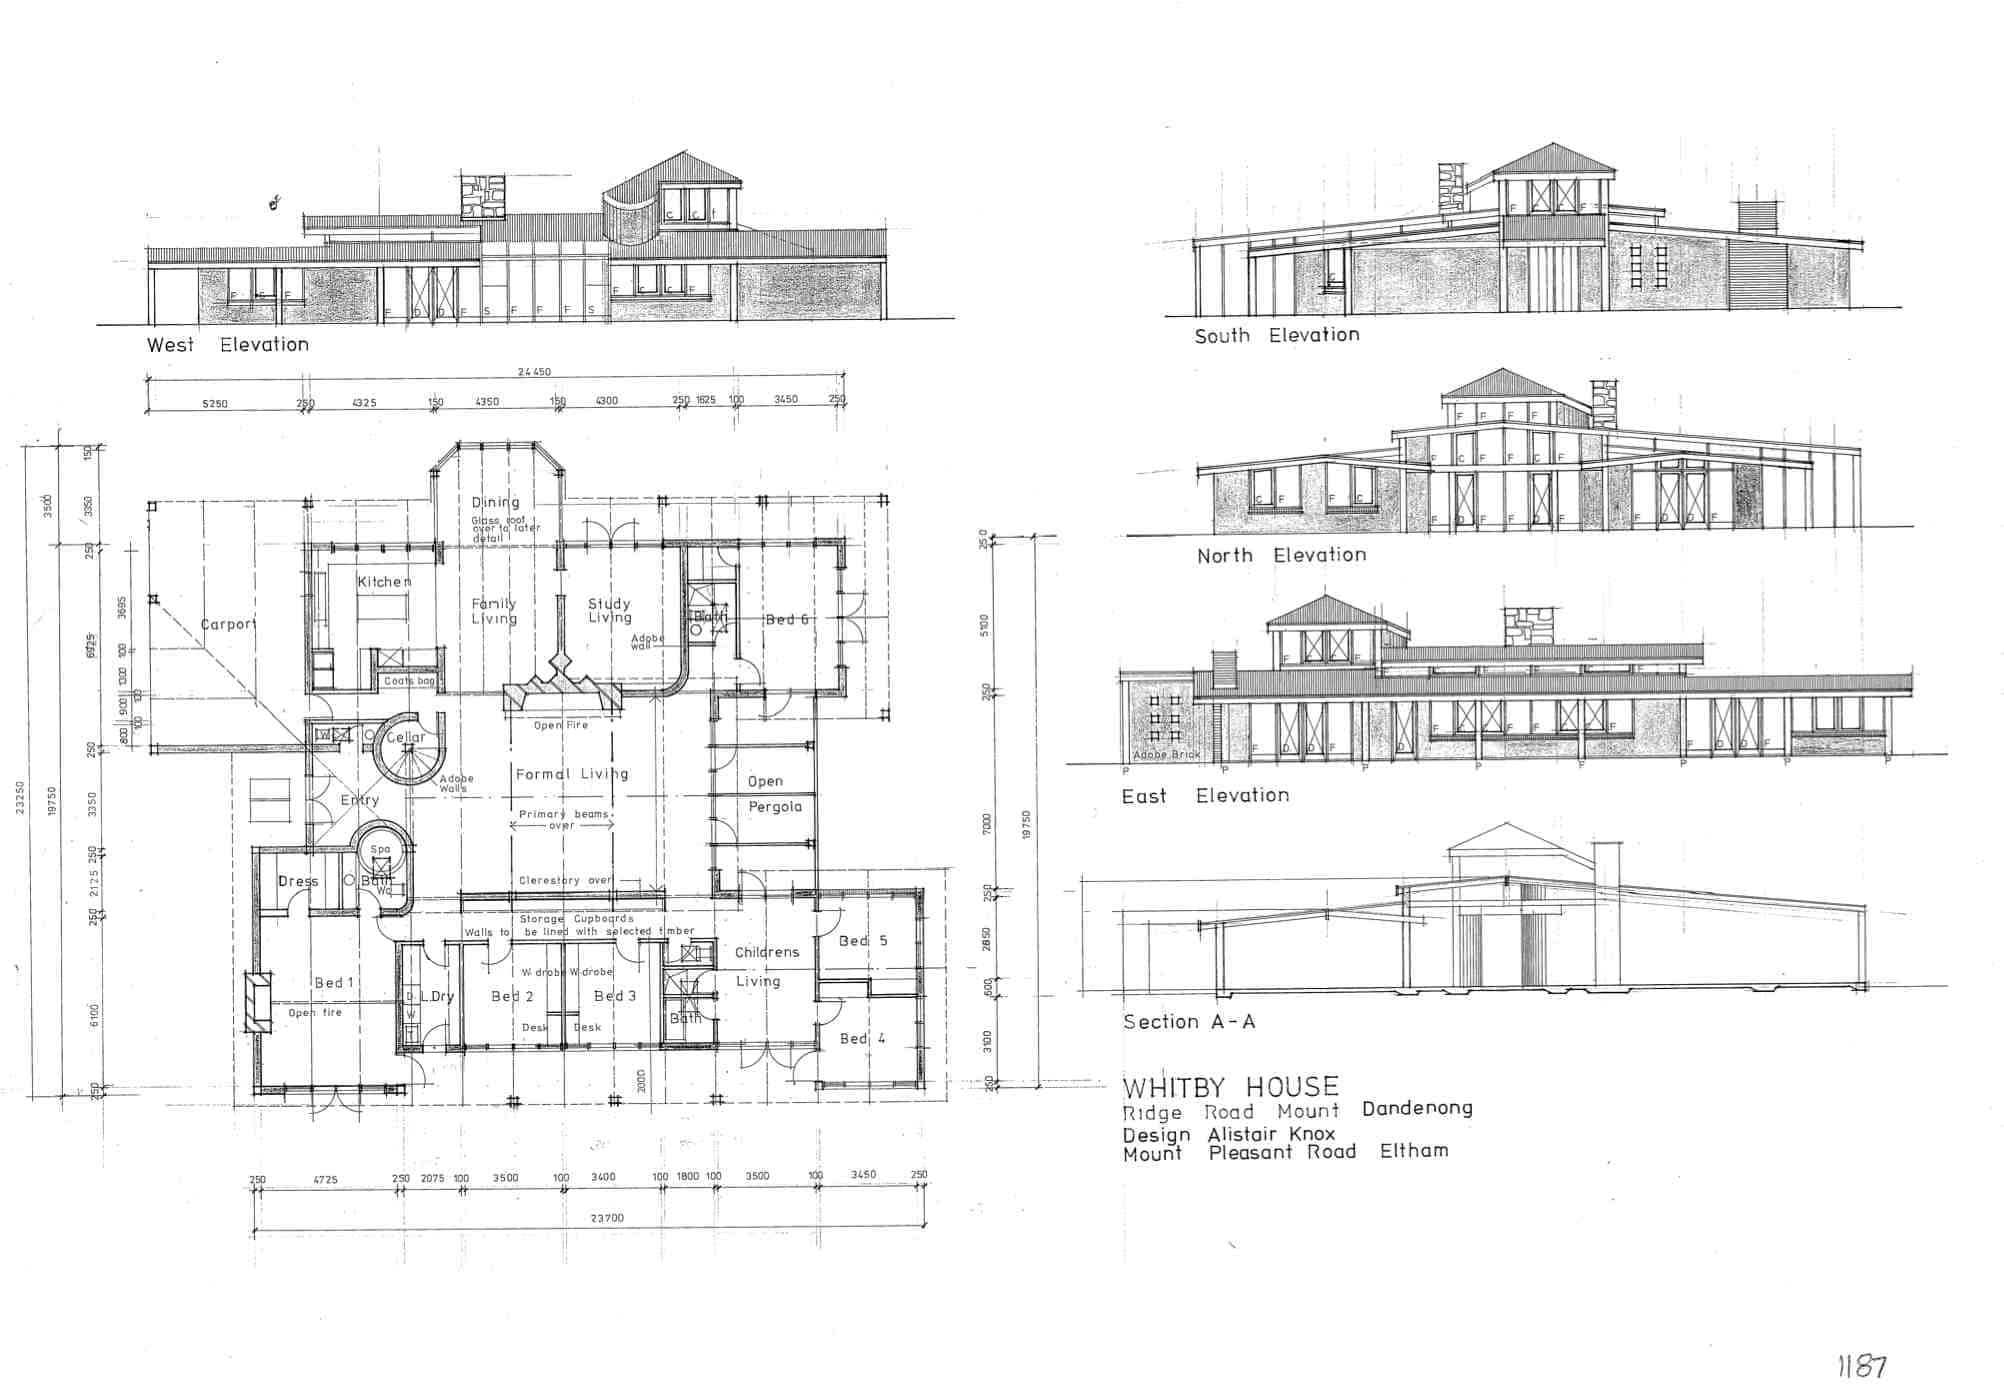 West Elevation
24450
5250 250 4325 150 4350 150 4300 250 1625 100 3450 250
South Elevation
North Elevation
Adobe Brick
East Elevation
Section A-A
WHITBY HOUSE
Ridge Road Mount Dandenong
Design Alistair Knox
Mount Pleasant Road Eltham
Dining
Glass roof
over to later
detail
Kitchen
Carport
Family
Living
Study
Living
Adobe
wall
Bath
Bed 6
Coats bag
Open Fire
Cellar
Adobe
Walls
Formal Living
Entry
Primary beams
over
Open
Pergola
Spa
Dress
Bath
Wc
Clerestory over
Storage Cupboards
Walls to be lined with selected timber
Childrens
Living
Bed 5
Bed 1
Open fire
L.Dry
D
W
T
W'drobe W'drobe
Bed 2
Bed 3
Desk
Desk
Bath
Bed 4
2000
23250
19750
3500
150
3350
250
3695
6925
100
1300
100
900
100
800
250
3350
250
2125
250
6100
250
250
5100
250
7000
19750
250
2850
600
3100
250
250 4725 250 2075 100 3500 100 3400 100 1800 100 3500 100 3450 250
23700
1187